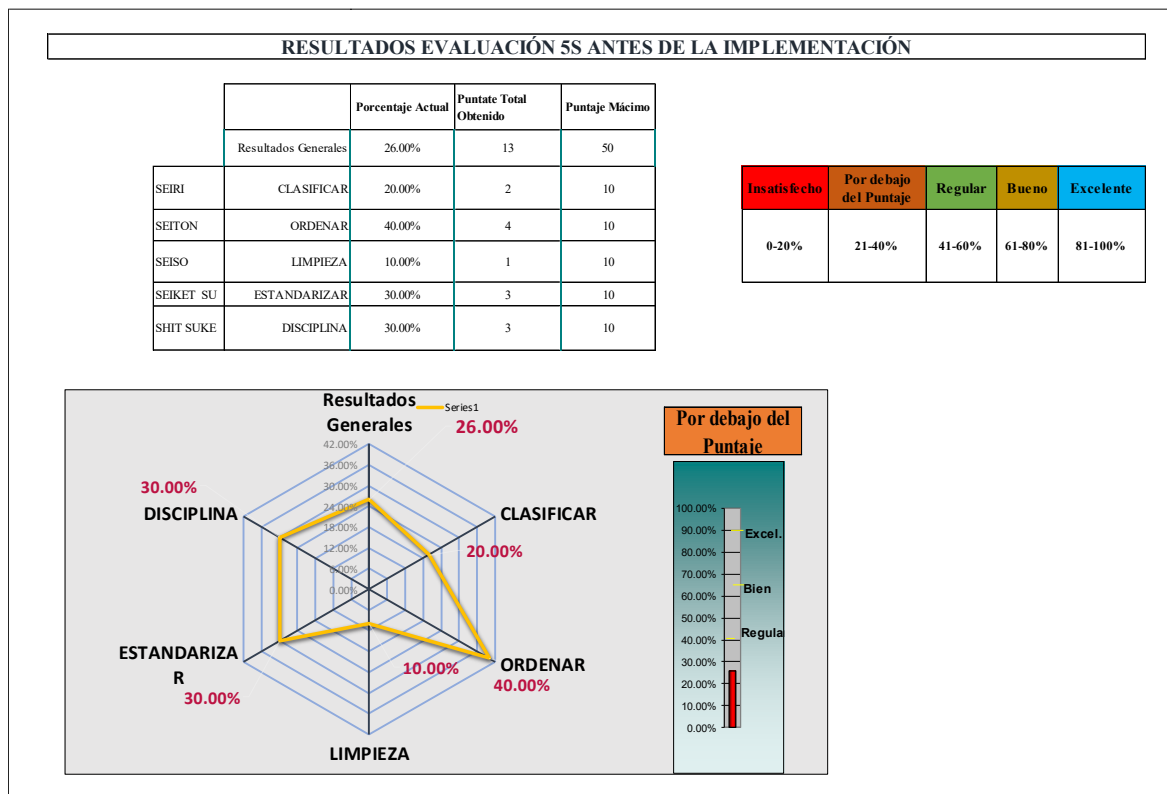 RESULTADOS EVALUACIÓN 5S ANTES DE LA IMPLEMENTACIÓN
Porcentaje Actual
Puntate Total
Obtenido
Puntaje Mácimo
Resultados Generales 26.00% 13 50
SEIRI CLASIFICAR 20.00% 2 10
SEITON ORDENAR 40.00% 4 10
SEISO LIMPIEZA 10.00% 1 10
SEIKET SU ESTANDARIZAR 30.00% 3 10
SHIT SUKE DISCIPLINA 30.00% 3 10
Insatisfecho
Por debajo
del Puntaje
Regular
Bueno
Excelente
0-20% 21-40% 41-60% 61-80% 81-100%
Resultados
Generales
Series1
26.00%
42.00%
36.00%
30.00%
24.00%
18.00%
12.00%
6.00%
0.00%
30.00%
DISCIPLINA
CLASIFICAR
20.00%
ESTANDARIZA
R
30.00%
10.00%
ORDENAR
40.00%
LIMPIEZA
Por debajo del
Puntaje
100.00%
90.00%
80.00%
70.00%
60.00%
50.00%
40.00%
30.00%
20.00%
10.00%
0.00%
Excel.
Bien
Regula